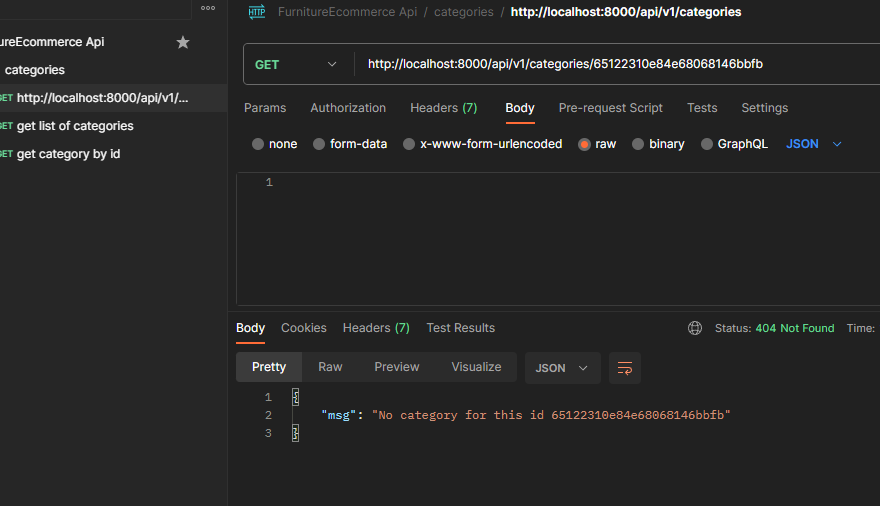 HTTP FurnitureEcommerce Api / categories / http://localhost:8000/api/v1/categories
ureEcommerce Api
categories
GET http://localhost:8000/api/v1/...
GET get list of categories
GET get category by id
GET http://localhost:8000/api/v1/categories/65122310e84e68068146bbfb
Params Authorization Headers (7) Body Pre-request Script Tests Settings
none form-data x-www-form-urlencoded raw binary GraphQL JSON
1
Body Cookies Headers (7) Test Results Status: 404 Not Found Time:
Pretty Raw Preview Visualize JSON
1 {
2 "msg": "No category for this id 65122310e84e68068146bbfb"
3 }